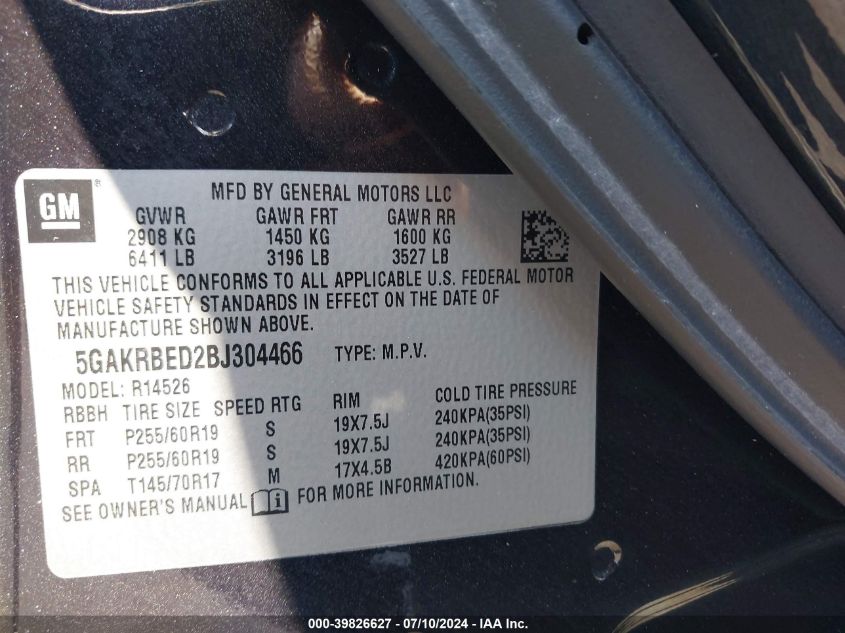 GM ®
MFD BY GENERAL MOTORS LLC
GVWR GAWR FRT GAWR RR
2908 KG 1450 KG 1600 KG
6411 LB 3196 LB 3527 LB
THIS VEHICLE CONFORMS TO ALL APPLICABLE U.S. FEDERAL MOTOR
VEHICLE SAFETY STANDARDS IN EFFECT ON THE DATE OF
MANUFACTURE SHOWN ABOVE.
5GAKRBED2BJ304466 TYPE: M.P.V.
MODEL: R14526
RBBH TIRE SIZE SPEED RTG RIM COLD TIRE PRESSURE
FRT P255/60R19 S 19X7.5J 240KPA(35PSI)
RR P255/60R19 S 19X7.5J 240KPA(35PSI)
SPA T145/70R17 M 17X4.5B 420KPA(60PSI)
SEE OWNER'S MANUAL i FOR MORE INFORMATION.
000-39826627 - 07/10/2024 - IAA Inc.